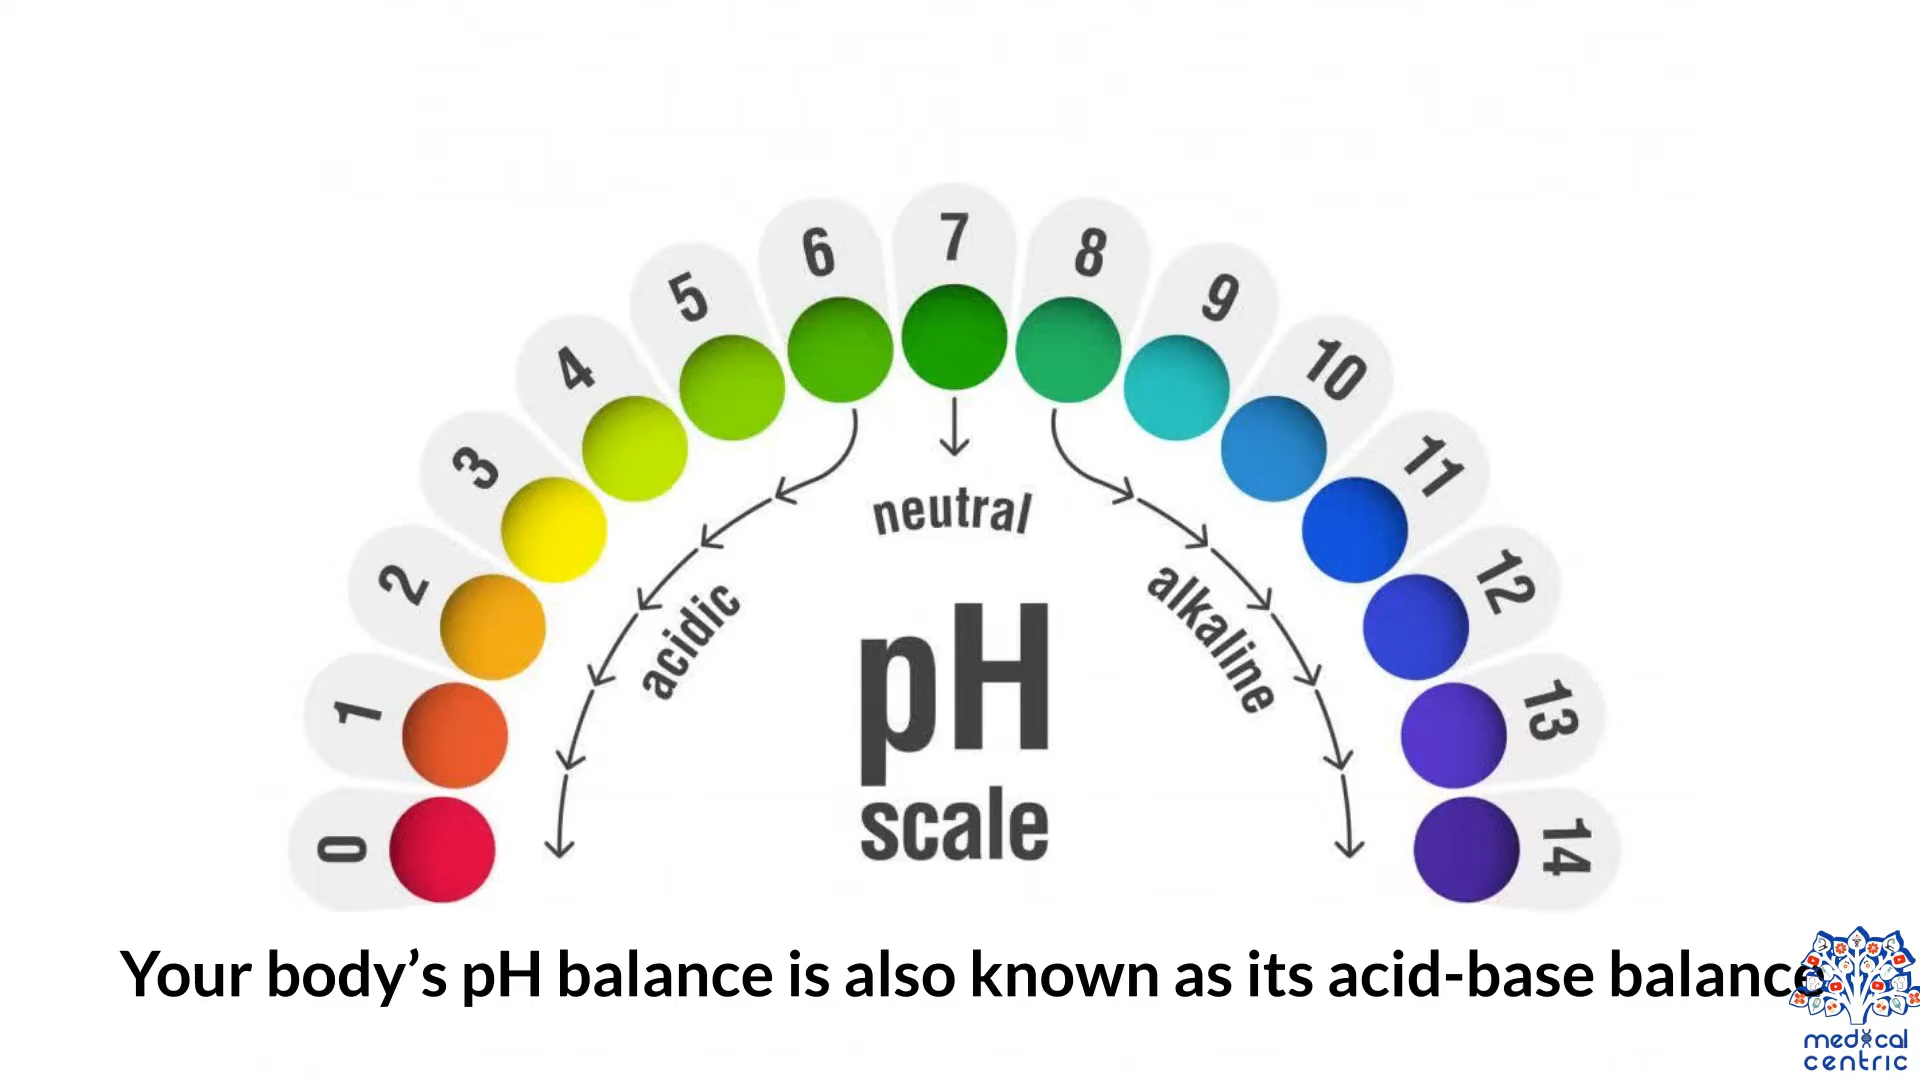 0
1
2
3
4
5
6
7
8
9
10
11
12
13
14
neutral
acidic
alkaline
pH
scale
Your body’s pH balance is also known as its acid-base balance
medical
centric